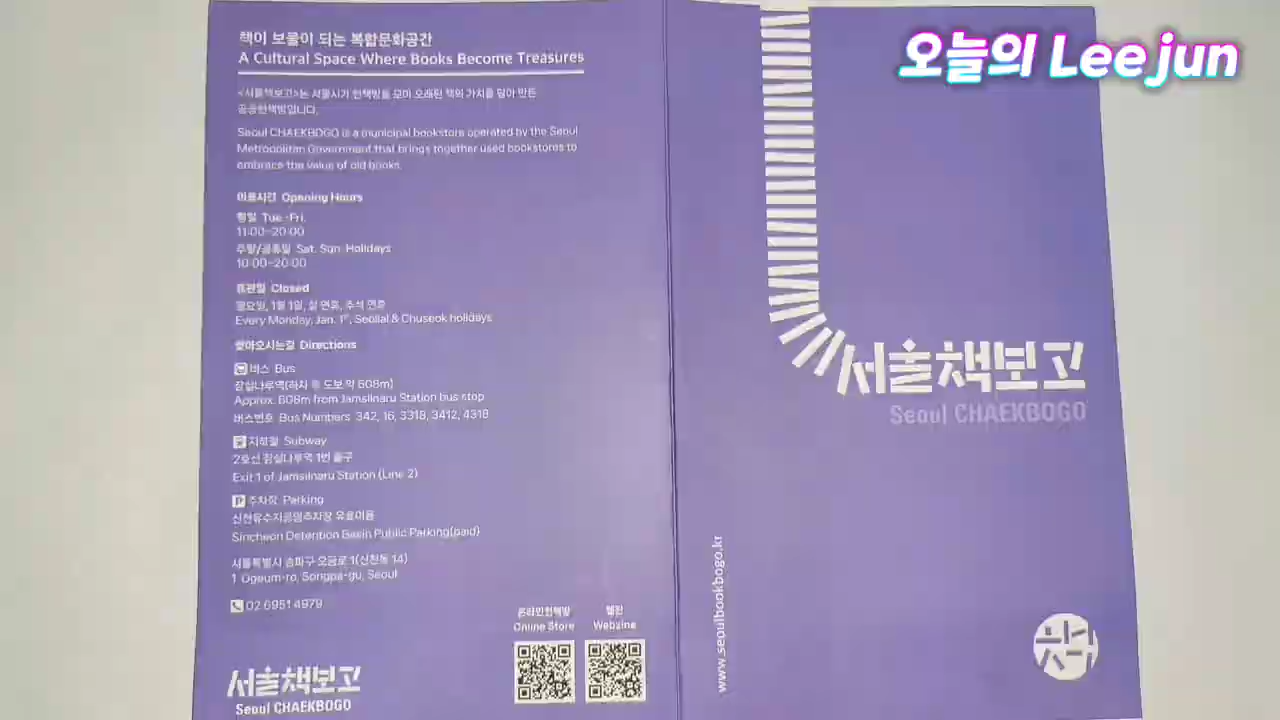 책이 보물이 되는 복합문화공간
A Cultural Space Where Books Become Treasures
<서울책보고>는 서울시가 헌책방을 모아 오래된 책의 가치를 담아 만든
공공헌책방입니다.
Seoul CHAEKBOGO is a municipal bookstore operated by the Seoul
Metropolitan Government that brings together used bookstores to
embrace the value of old books.
이용시간 Opening Hours
평일 Tue.-Fri.
11:00~20:00
주말/공휴일 Sat. Sun. Holidays
10:00~20:00
휴관일 Closed
월요일, 1월 1일, 설 연휴, 추석 연휴
Every Monday, Jan. 1st, Seollal & Chuseok holidays
찾아오시는길 Directions
버스 Bus
잠실나루역(하차 후 도보 약 608m)
Approx. 608m from Jamsilnaru Station bus stop
버스번호 Bus Numbers 342, 16, 3318, 3412, 4318
지하철 Subway
2호선 잠실나루역 1번 출구
Exit 1 of Jamsilnaru Station (Line 2)
P 주차장 Parking
신천유수지공영주차장 유료이용
Sincheon Detention Basin Public Parking(paid)
서울특별시 송파구 오금로 1(신천동 14)
1 Ogeum-ro, Songpa-gu, Seoul
02 6951 4979
온라인헌책방
Online Store
웹진
Webzine
서울책보고
Seoul CHAEKBOGO
오늘의 Lee jun
서울책보고
Seoul CHAEKBOGO
www.seoulbookbogo.kr